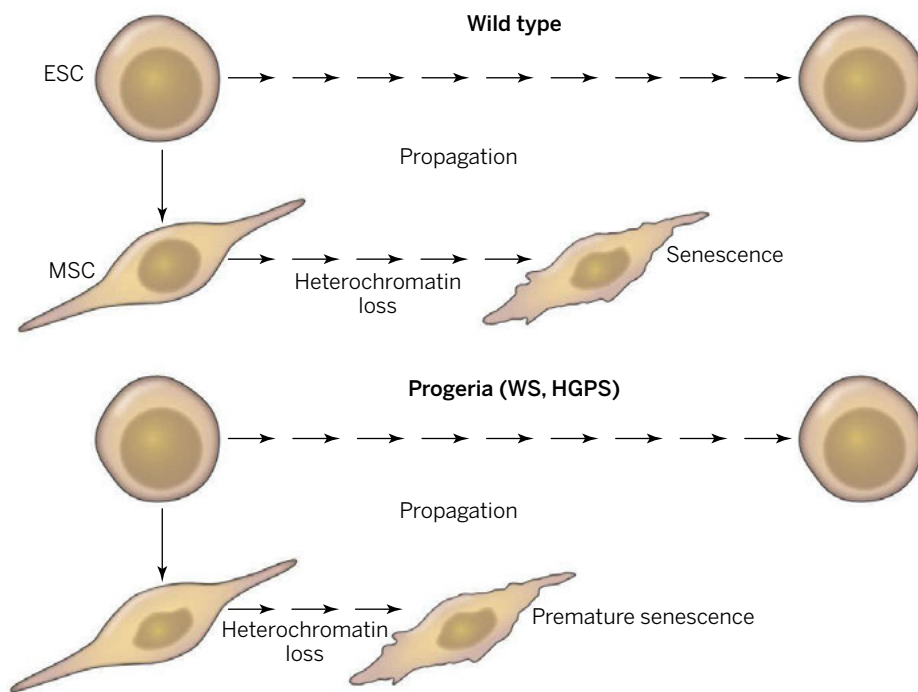 Wild type
ESC
Propagation
MSC
Heterochromatin
loss
Senescence
Progeria (WS, HGPS)
Propagation
Heterochromatin
loss
Premature senescence